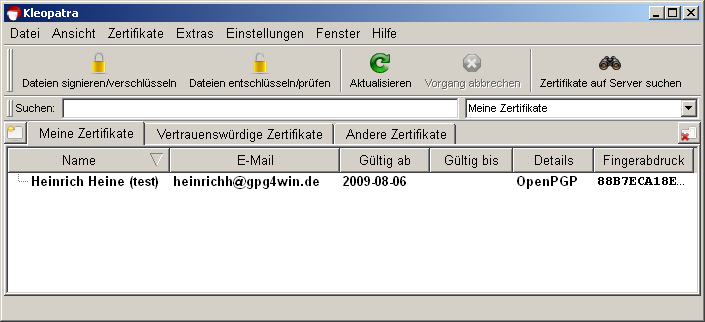 Kleopatra
Datei Ansicht Zertifikate Extras Einstellungen Fenster Hilfe
Dateien signieren/verschlüsseln Dateien entschlüsseln/prüfen Aktualisieren Vorgang abbrechen Zertifikate auf Server suchen
Suchen: Meine Zertifikate
Meine Zertifikate Vertrauenswürdige Zertifikate Andere Zertifikate
Name E-Mail Gültig ab Gültig bis Details Fingerabdruck
Heinrich Heine (test) heinrichh@gpg4win.de 2009-08-06 OpenPGP 88B7ECA18E...